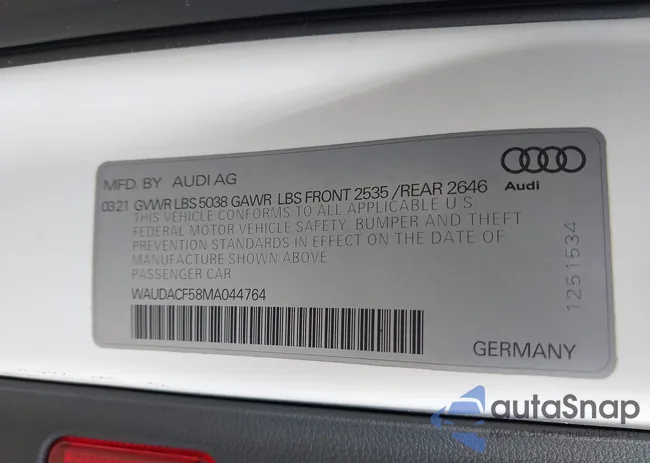 MFD. BY AUDI AG
03.21 GVWR LBS 5038 GAWR LBS FRONT 2535 /REAR 2646
THIS VEHICLE CONFORMS TO ALL APPLICABLE U S
FEDERAL MOTOR VEHICLE SAFETY, BUMPER AND THEFT
PREVENTION STANDARDS IN EFFECT ON THE DATE OF
MANUFACTURE SHOWN ABOVE
PASSENGER CAR
WAUDACF58MA044764
Audi
1251534
GERMANY
autoSnap